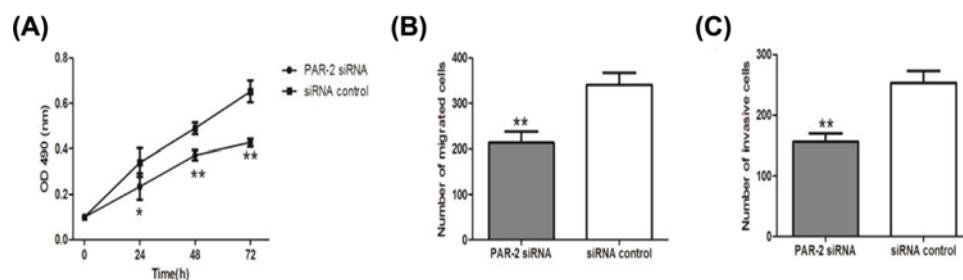 (A)
0.8
0.6
0.4
0.2
0.0
OD 490 (nm)
*
**
**
0
24
48
72
Time(h)
PAR-2 siRNA
siRNA control
(B)
400
300
200
100
0
Number of migrated cells
**
PAR-2 siRNA
siRNA control
(C)
300
200
100
0
Number of invasive cells
**
PAR-2 siRNA
siRNA control